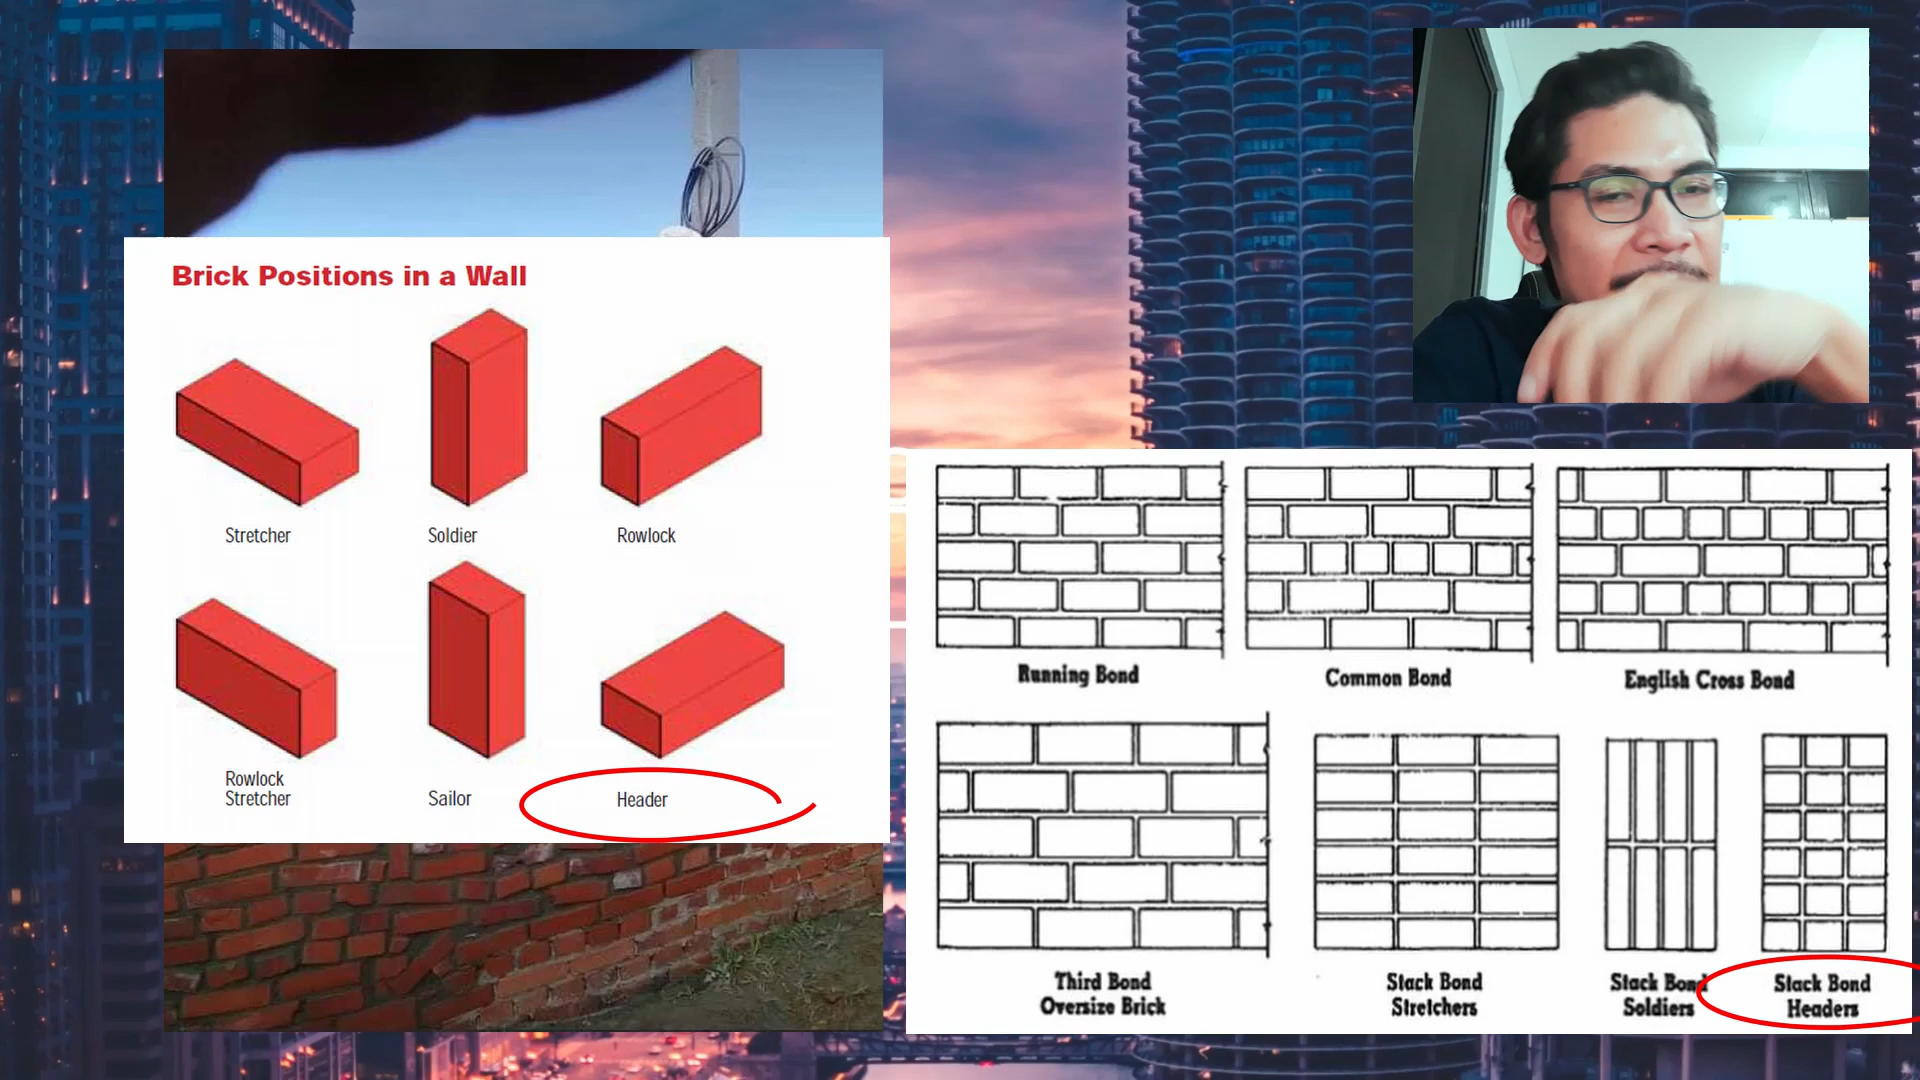 Brick Positions in a Wall
Stretcher
Soldier
Rowlock
Rowlock
Stretcher
Sailor
Header
Running Bond
Common Bond
English Cross Bond
Third Bond
Oversize Brick
Stack Bond
Stretchers
Stack Bond
Soldiers
Stack Bond
Headers